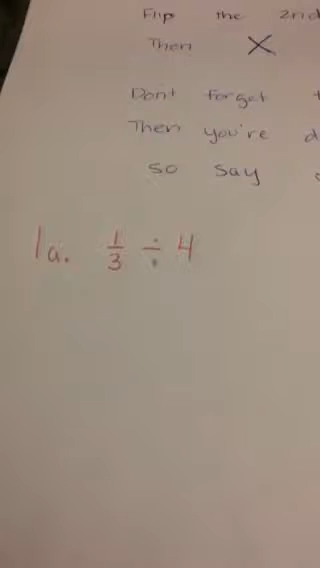 Flip the 2nd
Then X
Don't forget
Then you're
so say
1a. 1/3 ÷ 4